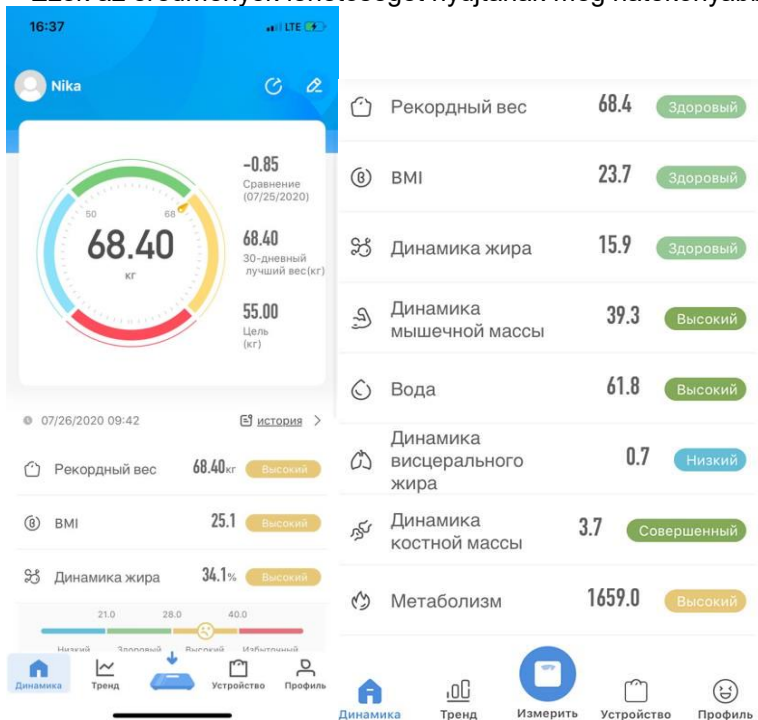 16:37
LTE
Nika
-0.85
Сравнение
(07/25/2020)
50
68
68.40
кг
68.40
30-дневный
лучший вес(кг)
55.00
Цель
(кг)
07/26/2020 09:42
история
Рекордный вес 68.40кг Высокий
BMI 25.1 Высокий
Динамика жира 34.1% Высокий
21.0 28.0 40.0
Низкий Здоровый Высокий Избыточный
Динамика Тренд Устройство Профиль
Рекордный вес 68.4 Здоровый
BMI 23.7 Здоровый
Динамика жира 15.9 Здоровый
Динамика
мышечной массы 39.3 Высокий
Вода 61.8 Высокий
Динамика
висцерального 0.7 Низкий
жира
Динамика
костной массы 3.7 Совершенный
Метаболизм 1659.0 Высокий
Динамика Тренд Измерить Устройство Профиль